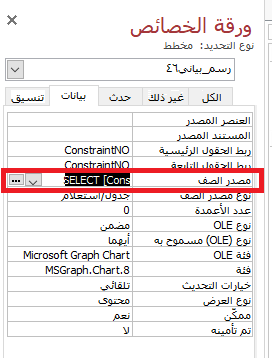 ورقة الخصائص
نوع التحديد: مخطط
رسم_بياني٤٦
تنسيق بيانات حدث غير ذلك الكل
العنصر المصدر
المستند المصدر
ربط الحقول الرئيسية ConstraintNO
ربط الحقول التابعة ConstraintNO
مصدر الصف SELECT [Cons
نوع مصدر الصف جدول/استعلام
عدد الأعمدة 0
نوع OLE مضمن
نوع (OLE) مسموح به أيهما
فئة OLE Microsoft Graph Chart
فئة MSGraph.Chart.8
خيارات التحديث تلقائي
نوع العرض محتوى
ممكّن نعم
تم تأمينه لا